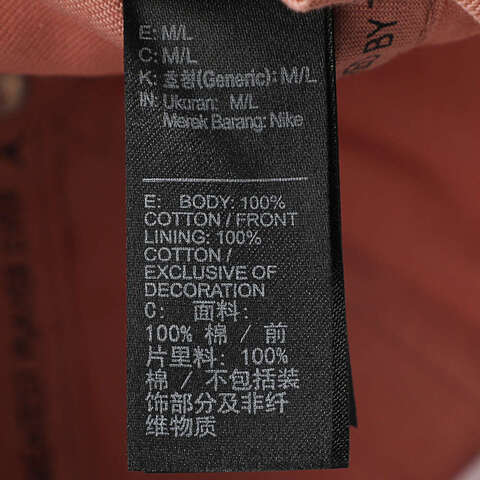 E: M/L
C: M/L
K: 호칭(Generic): M/L
IN: Ukuran: M/L
Merek Barang: Nike
E: BODY: 100%
COTTON / FRONT
LINING: 100%
COTTON /
EXCLUSIVE OF
DECORATION
C: 面料:
100% 棉 / 前
片里料: 100%
棉 / 不包括装
饰部分及非纤
维物质
BY